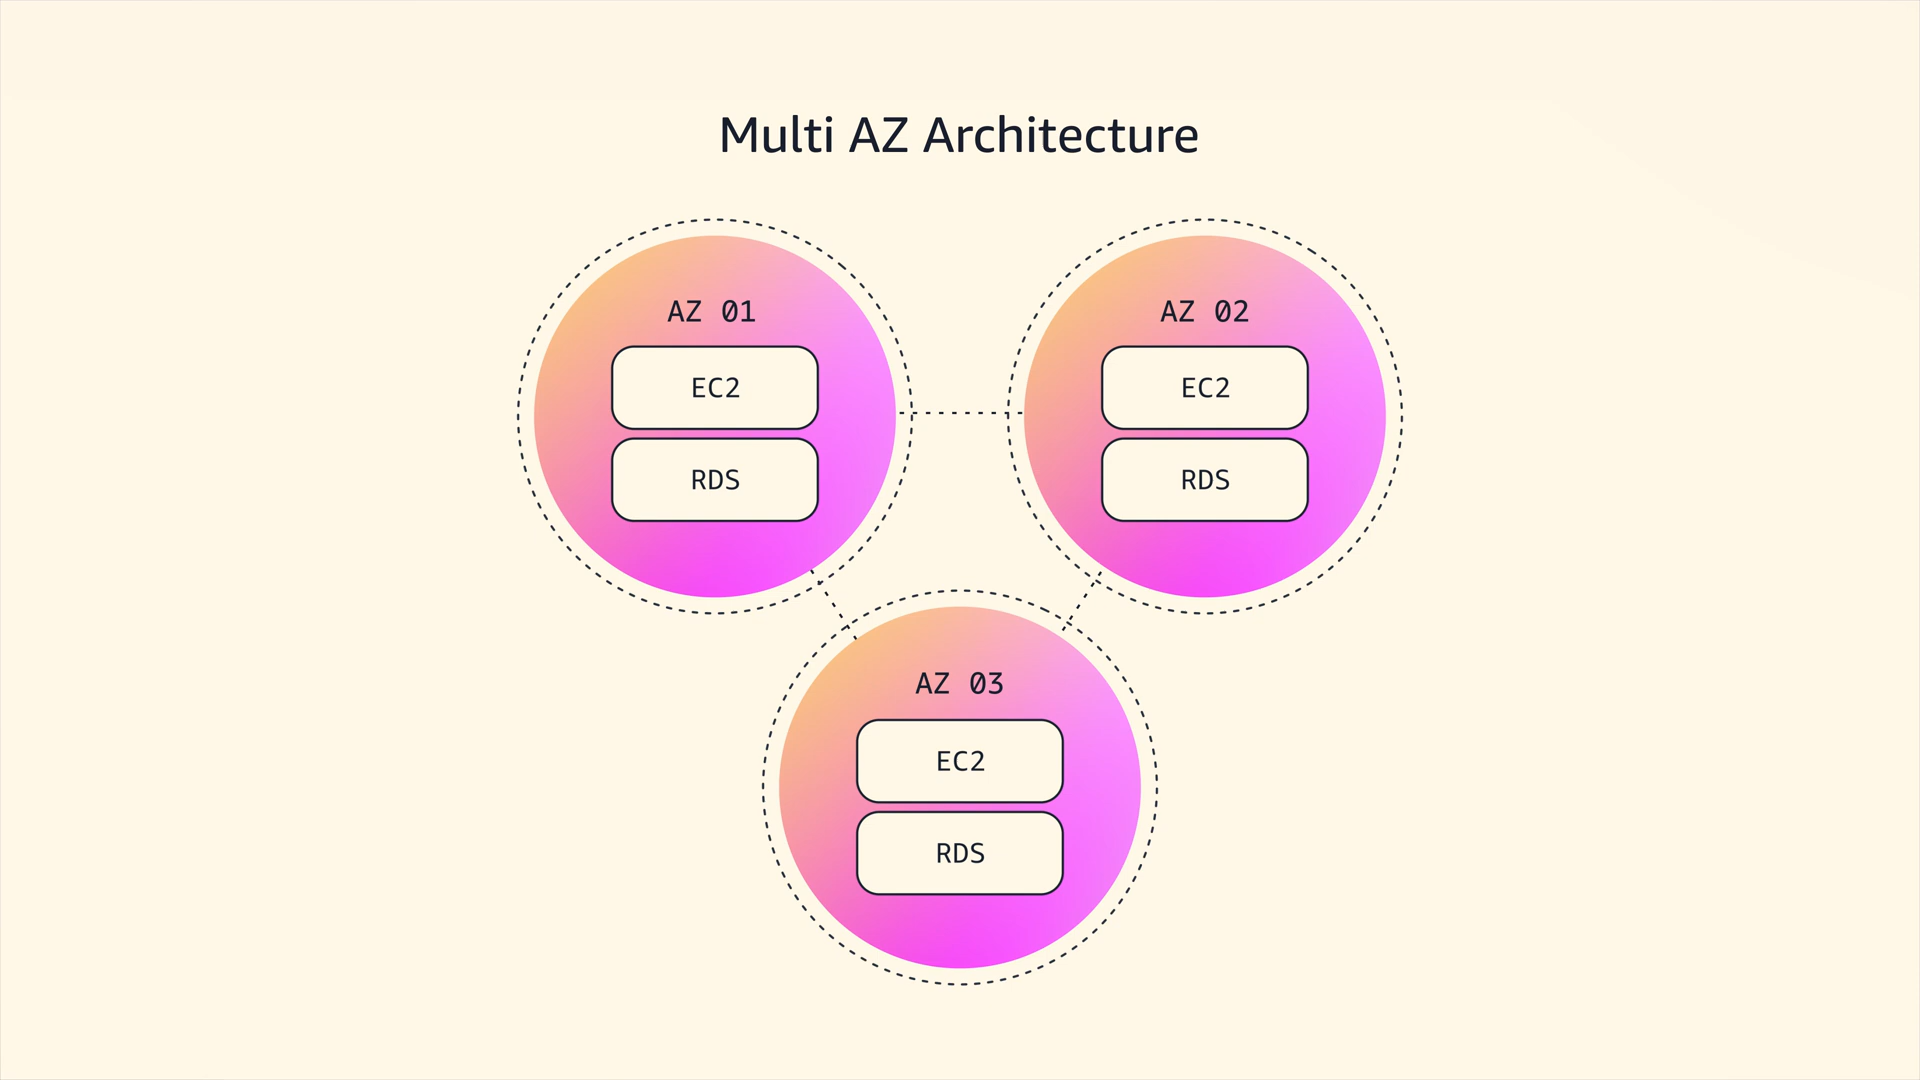 Multi AZ Architecture
AZ 01
EC2
RDS
AZ 02
EC2
RDS
AZ 03
EC2
RDS